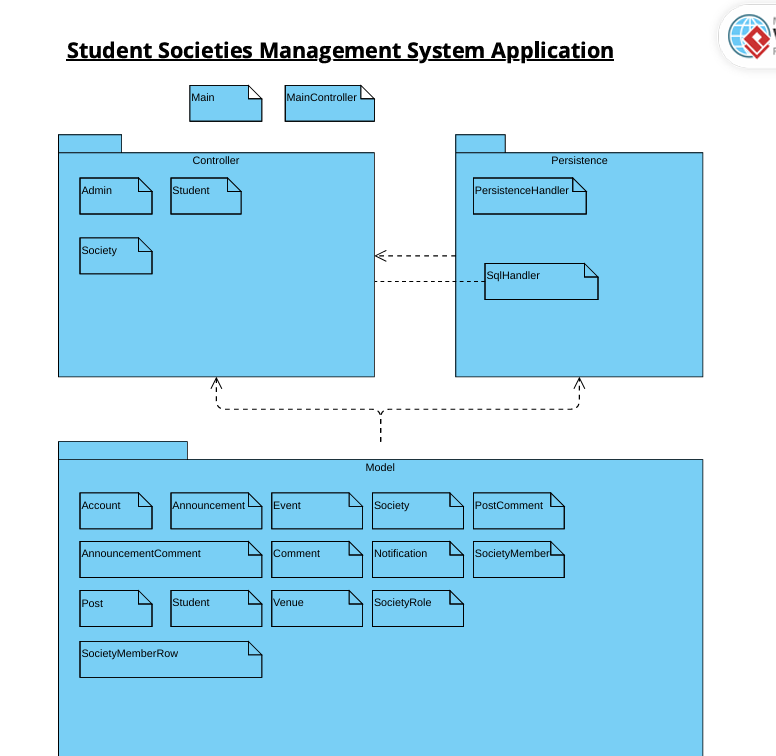 Student Societies Management System Application
Main
MainController
Controller
Persistence
Admin
Student
PersistenceHandler
Society
SqlHandler
Model
Account
Announcement
Event
Society
PostComment
AnnouncementComment
Comment
Notification
SocietyMember
Post
Student
Venue
SocietyRole
SocietyMemberRow